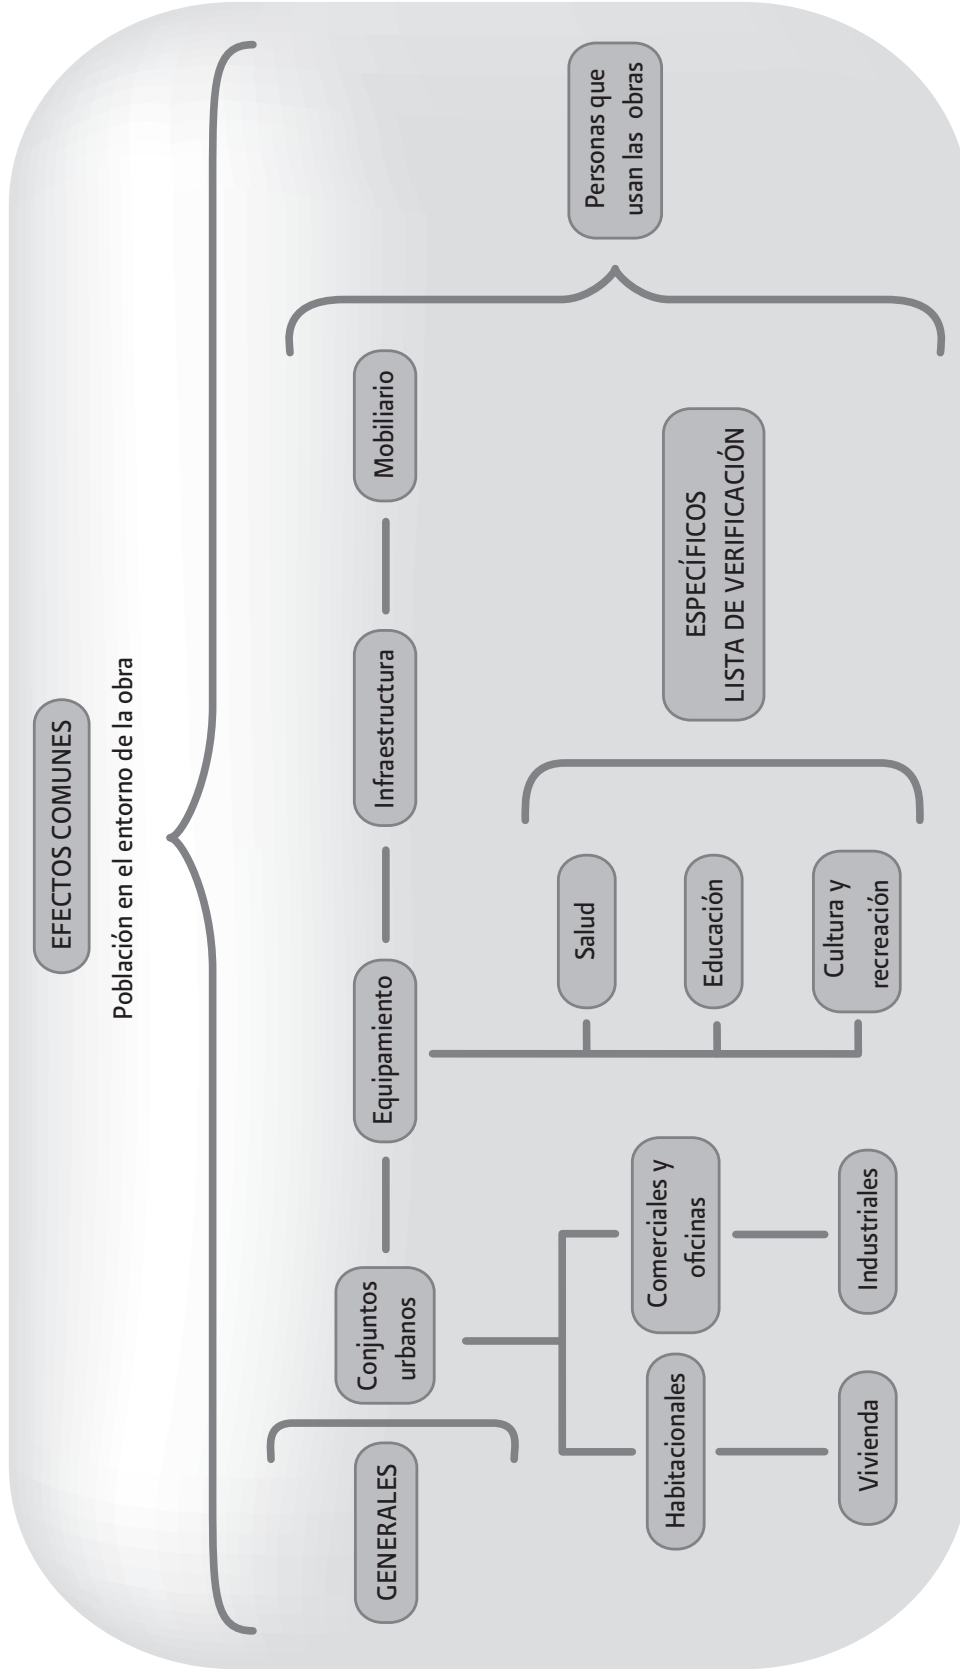 EFECTOS COMUNES
Población en el entorno de la obra
GENERALES
Conjuntos
urbanos
Equipamiento
Infraestructura
Mobiliario
Personas que
usan las obras
Habitacionales
Comerciales y
oficinas
Vivienda
Industriales
Salud
Educación
Cultura y
recreación
ESPECÍFICOS
LISTA DE VERIFICACIÓN